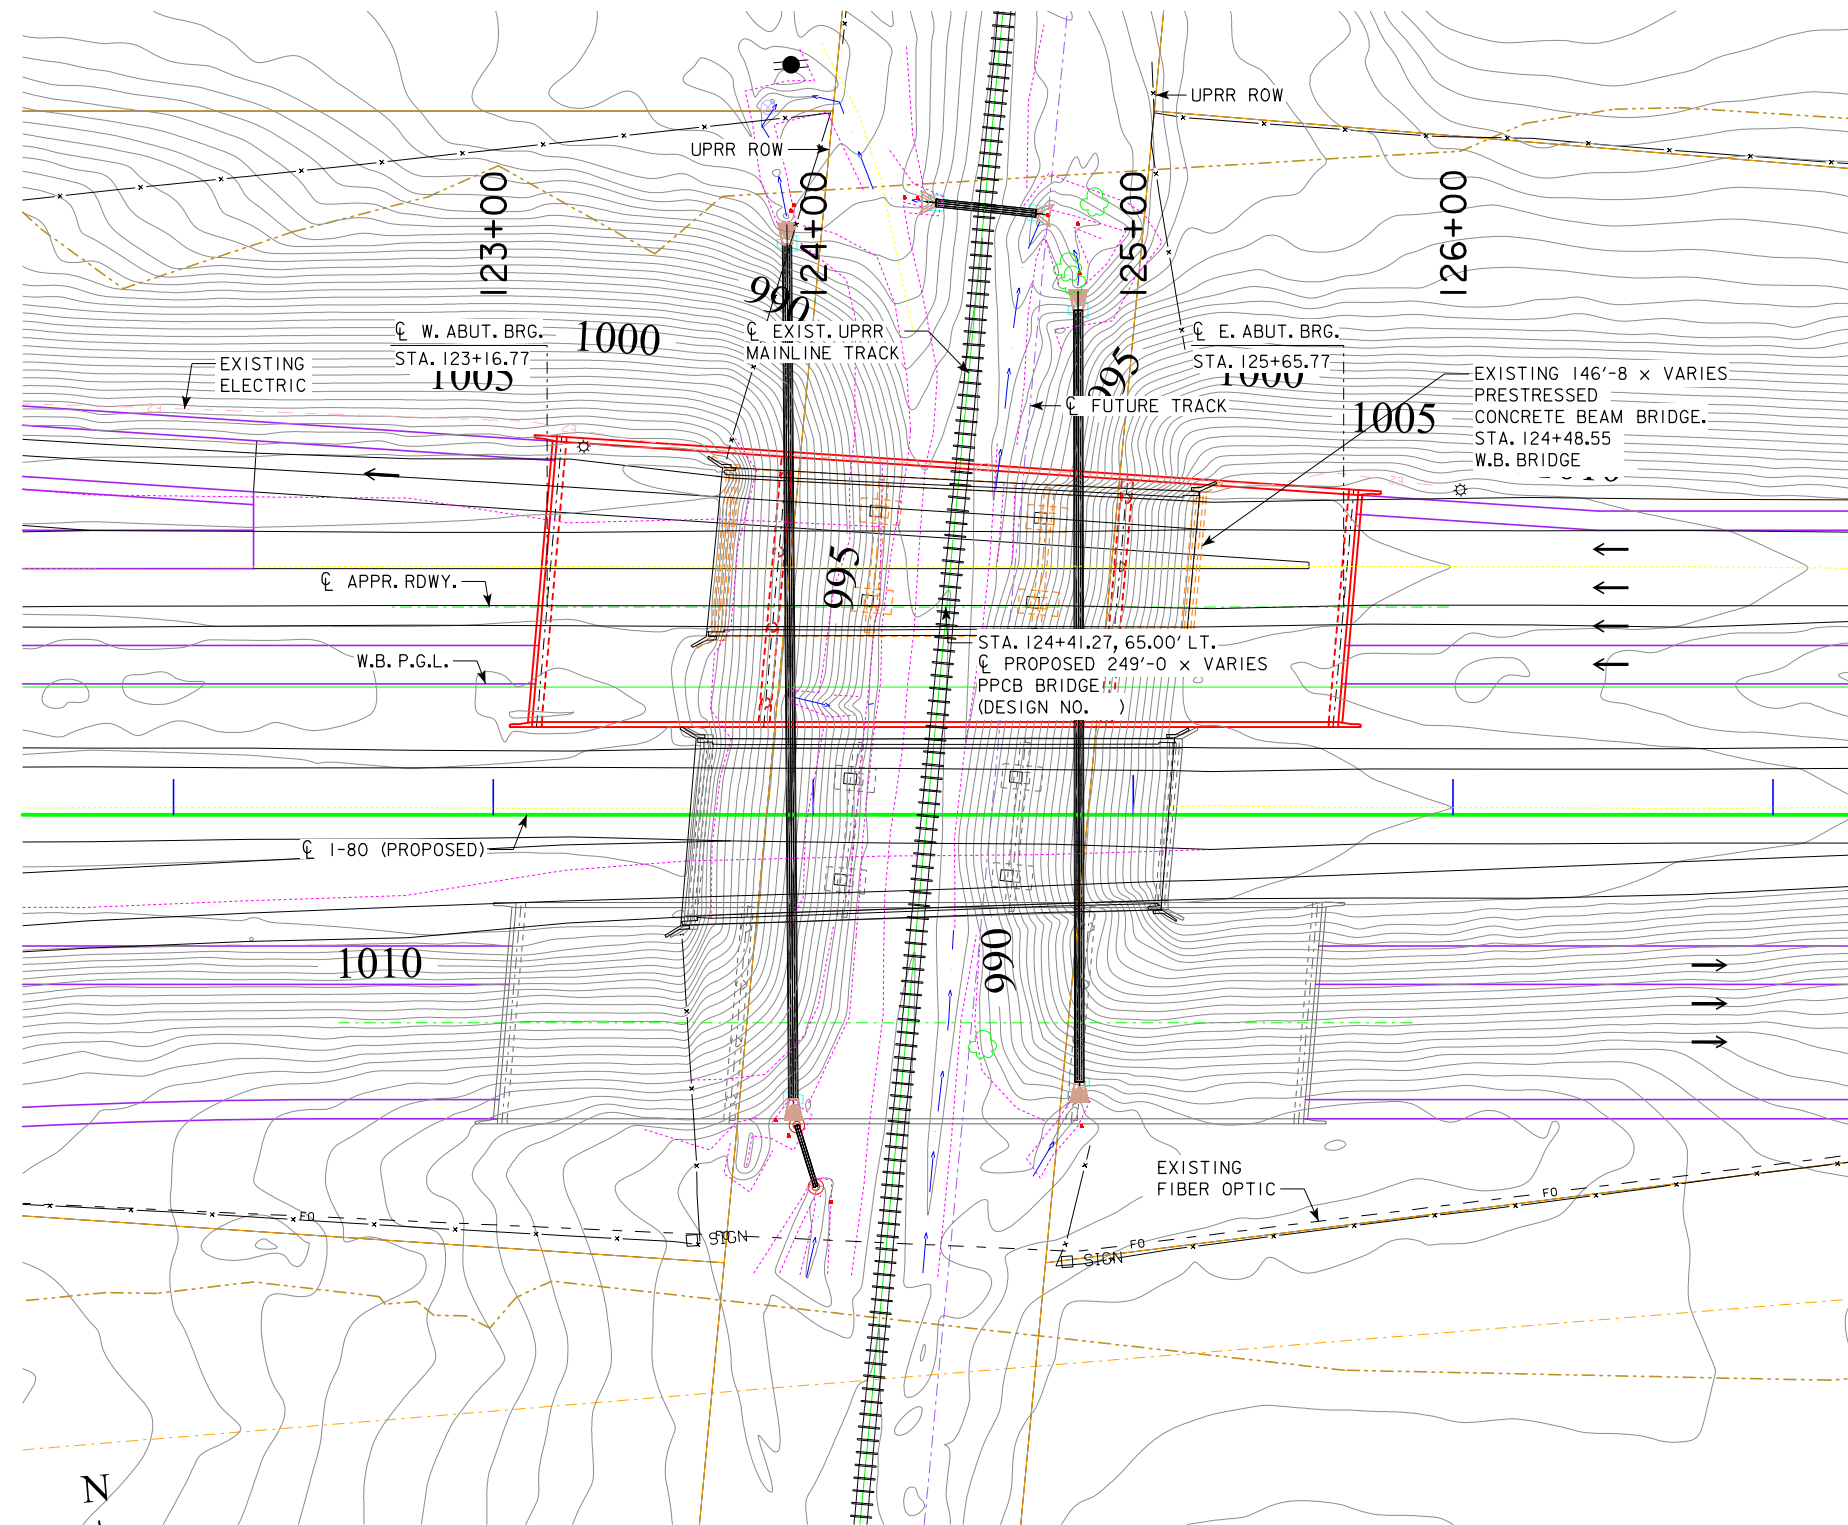 UPRR ROW
UPRR ROW
123+00
124+00
125+00
126+00
990
℄ W. ABUT. BRG.
STA. 123+16.77
1000
1005
℄ EXIST. UPRR
MAINLINE TRACK
℄ E. ABUT. BRG.
STA. 125+65.77
1000
995
1005
EXISTING
ELECTRIC
EXISTING 146'-8 x VARIES
PRESTRESSED
CONCRETE BEAM BRIDGE.
STA. 124+48.55
W.B. BRIDGE
1010
℄ FUTURE TRACK
995
℄ APPR. RDWY.
STA. 124+41.27, 65.00' LT.
℄ PROPOSED 249'-0 x VARIES
PPCB BRIDGE
(DESIGN NO.     )
W.B. P.G.L.
℄ I-80 (PROPOSED)
1010
990
EXISTING
FIBER OPTIC
FO
FO
FO
SIGN
SIGN
N